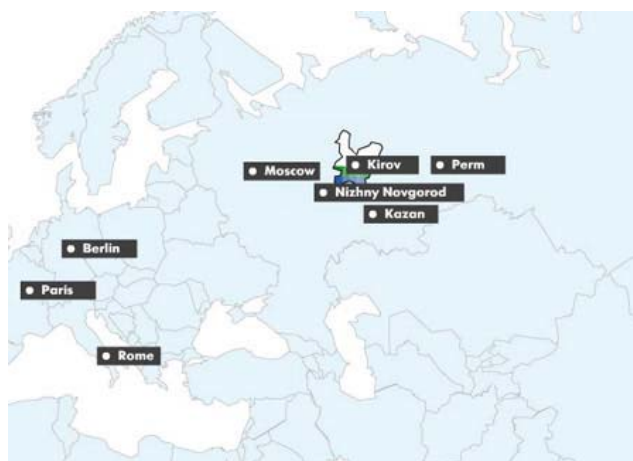 Kirov
Perm
Moscow
Nizhny Novgorod
Kazan
Berlin
Paris
Rome